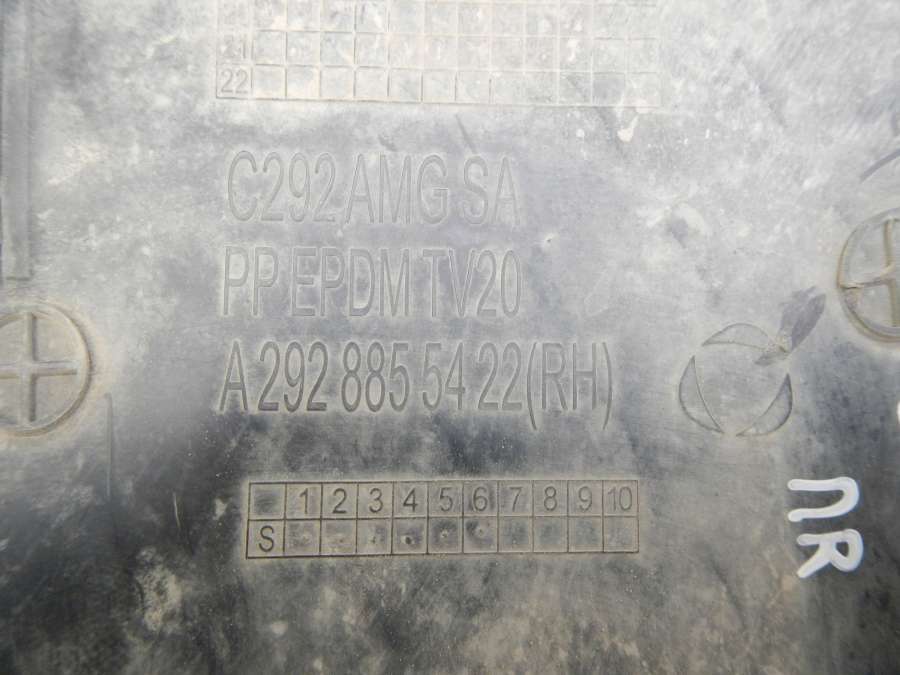 21
22
C292 AMG SA
PP EPDM TV20
A 292 885 54 22(RH)
1 2 3 4 5 6 7 8 9 10
S
ПR